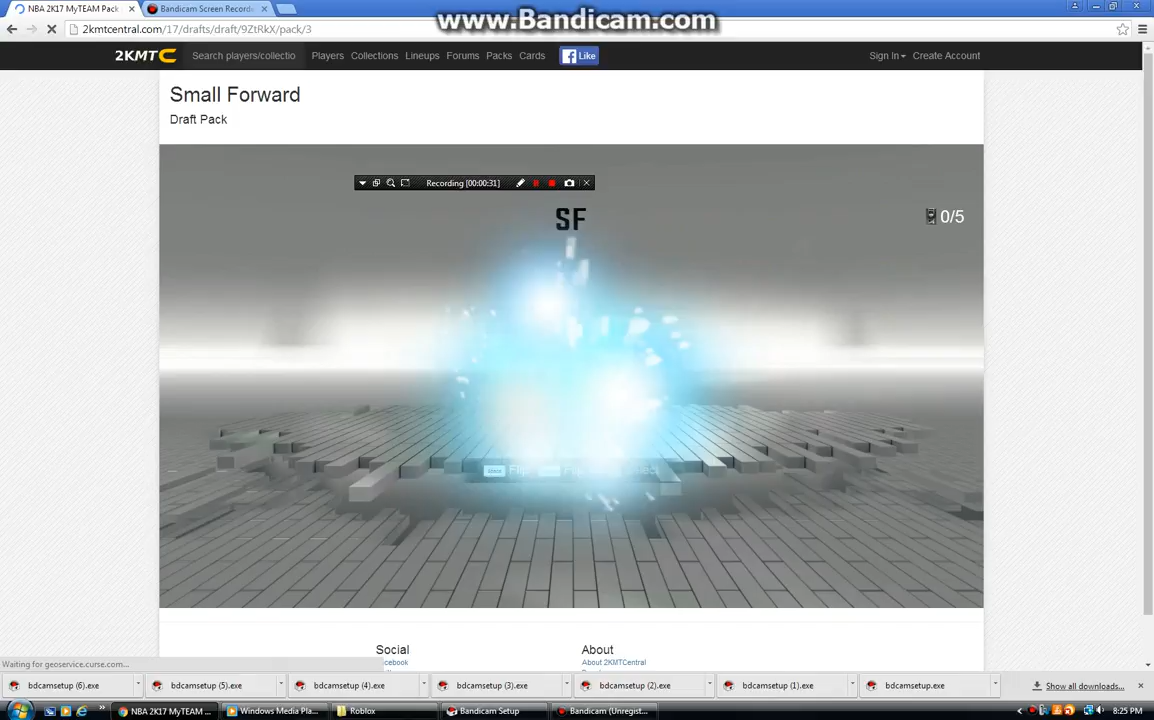 NBA 2K17 MyTEAM Pack
Bandicam Screen Record
www.Bandicam.com
2kmtcentral.com/17/drafts/draft/9ZtRkX/pack/3
2KMTC
Search players/collectio
Players
Collections
Lineups
Forums
Packs
Cards
Like
Sign In
Create Account
Small Forward
Draft Pack
Recording [00:00:31]
SF
0/5
Social
About
cebook
About 2KMTCentral
Waiting for geoservice.curse.com...
bdcamsetup (6).exe
bdcamsetup (5).exe
bdcamsetup (4).exe
bdcamsetup (3).exe
bdcamsetup (2).exe
bdcamsetup (1).exe
bdcamsetup.exe
Show all downloads...
NBA 2K17 MyTEAM ...
Windows Media Pla...
Roblox
Bandicam Setup
Bandicam (Unregist...
8:25 PM